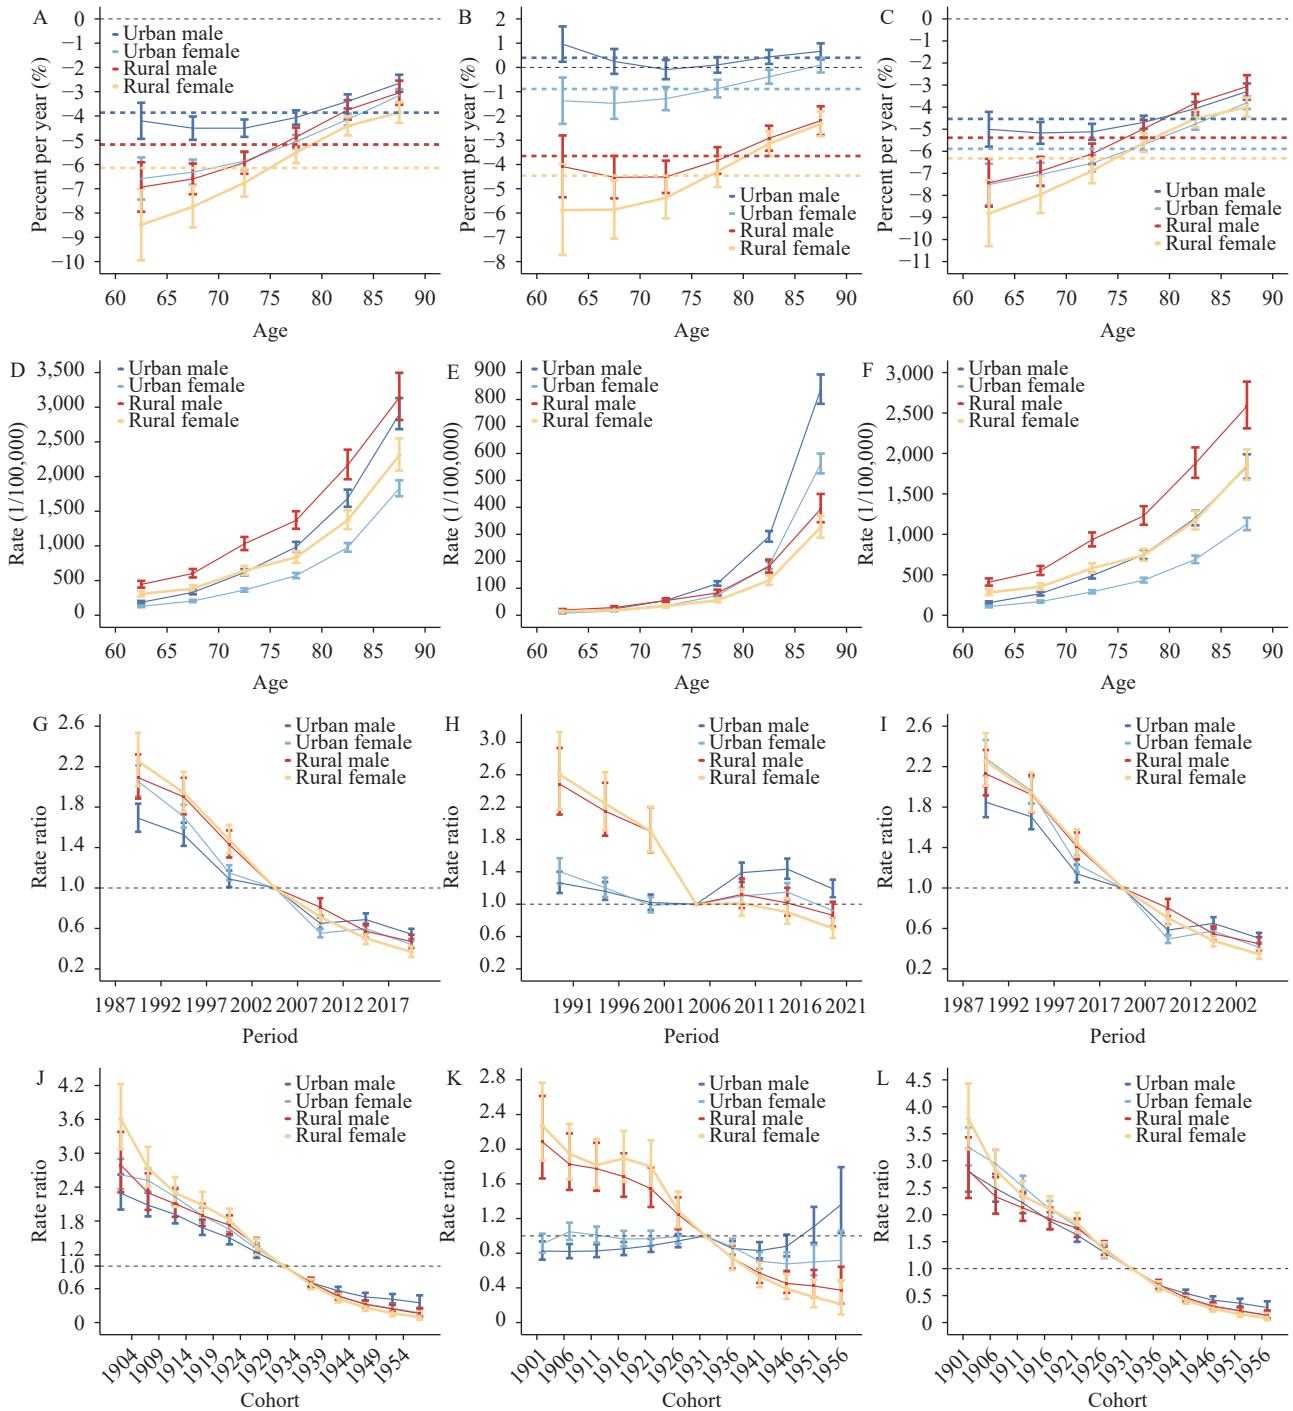 A
0
−1
−2
−3
−4
−5
−6
−7
−8
−9
−10
Percent per year (%)
Urban male
Urban female
Rural male
Rural female
60 65 70 75 80 85 90
Age
B
2
1
0
−1
−2
−3
−4
−5
−6
−7
−8
Percent per year (%)
Urban male
Urban female
Rural male
Rural female
60 65 70 75 80 85 90
Age
C
0
−1
−2
−3
−4
−5
−6
−7
−8
−9
−10
−11
Percent per year (%)
Urban male
Urban female
Rural male
Rural female
60 65 70 75 80 85 90
Age
D
3,500
3,000
2,500
2,000
1,500
1,000
500
0
Rate (1/100,000)
Urban male
Urban female
Rural male
Rural female
60 65 70 75 80 85 90
Age
E
900
800
700
600
500
400
300
200
100
0
Rate (1/100,000)
Urban male
Urban female
Rural male
Rural female
60 65 70 75 80 85 90
Age
F
3,000
2,500
2,000
1,500
1,000
500
0
Rate (1/100,000)
Urban male
Urban female
Rural male
Rural female
60 65 70 75 80 85 90
Age
G
2.6
2.2
1.8
1.4
1.0
0.6
0.2
Rate ratio
Urban male
Urban female
Rural male
Rural female
1987 1992 1997 2002 2007 2012 2017
Period
H
3.0
2.6
2.2
1.8
1.4
1.0
0.6
0.2
Rate ratio
Urban male
Urban female
Rural male
Rural female
1991 1996 2001 2006 2011 2016 2021
Period
I
2.6
2.2
1.8
1.4
1.0
0.6
0.2
Rate ratio
Urban male
Urban female
Rural male
Rural female
1987 1992 1997 2017 2007 2012 2002
Period
J
4.2
3.6
3.0
2.4
1.8
1.2
1.0
0.6
0
Rate ratio
Urban male
Urban female
Rural male
Rural female
1904 1909 1914 1919 1924 1929 1934 1939 1944 1949 1954
Cohort
K
2.8
2.4
2.0
1.6
1.2
1.0
0.8
0.4
0
Rate ratio
Urban male
Urban female
Rural male
Rural female
1901 1906 1911 1916 1921 1926 1931 1936 1941 1946 1951 1956
Cohort
L
4.5
4.0
3.5
3.0
2.5
2.0
1.5
1.0
0.5
0
Rate ratio
Urban male
Urban female
Rural male
Rural female
1901 1906 1911 1916 1921 1926 1931 1936 1941 1946 1951 1956
Cohort